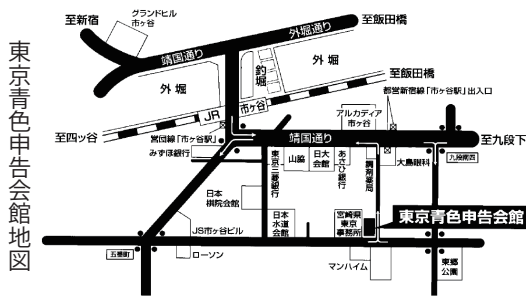 東京青色申告会館地図
至新宿
グランドヒル
市ヶ谷
靖国通り
外堀通り
至飯田橋
外堀
釣堀
外堀
至飯田橋
JR
市ヶ谷
都営新宿線「市ヶ谷駅」出入口
アルカディア
市ヶ谷
至四ッ谷
営団線「市ヶ谷駅」
みずほ銀行
靖国通り
至九段下
東京三菱銀行
山脇
日大
会館
あさひ銀行
調剤薬局
大島眼科
九段南四
日本
棋院会館
日本
水道
会館
宮崎県
東京
事務所
東京青色申告会館
JS市ヶ谷ビル
五番町
ローソン
マンハイム
東郷
公園